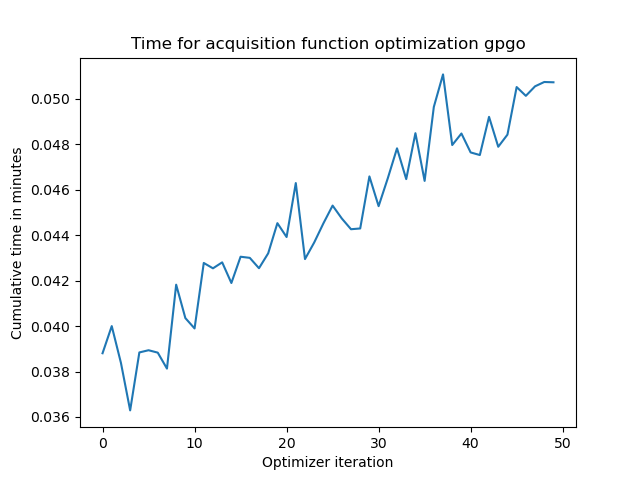 Time for acquisition function optimization gpgo
Cumulative time in minutes
0.050
0.048
0.046
0.044
0.042
0.040
0.038
0.036
0 10 20 30 40 50
Optimizer iteration